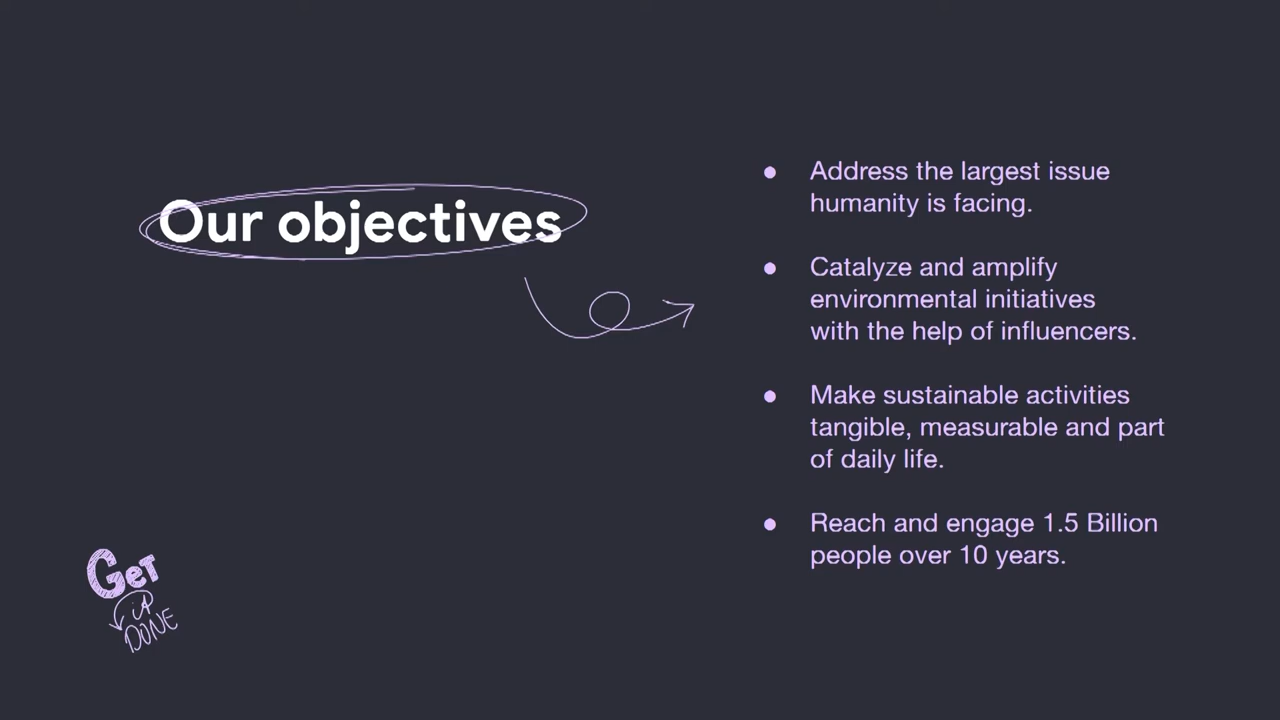 Our objectives
● Address the largest issue
humanity is facing.
● Catalyze and amplify
environmental initiatives
with the help of influencers.
● Make sustainable activities
tangible, measurable and part
of daily life.
● Reach and engage 1.5 Billion
people over 10 years.
GeT
it
DONE